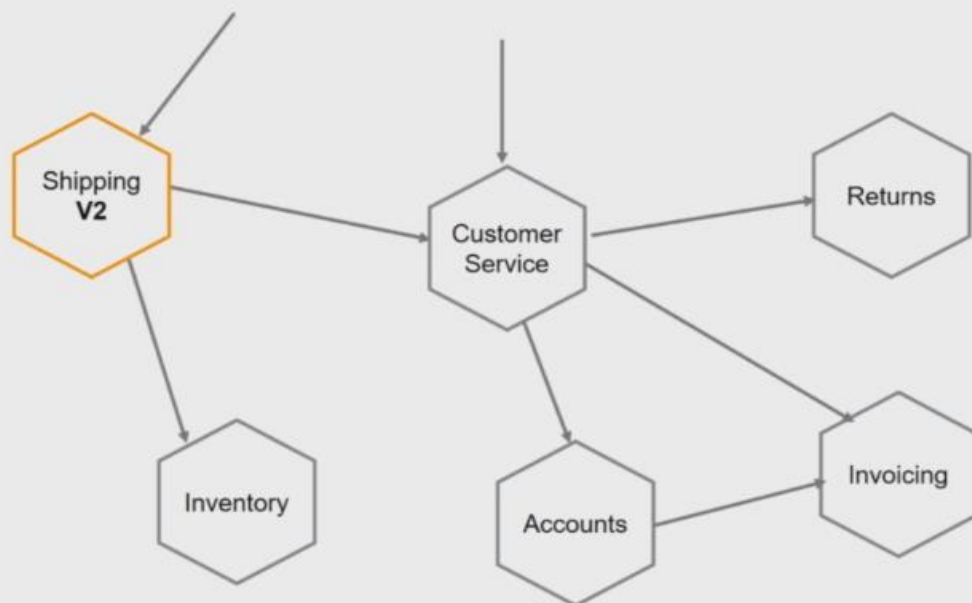 Shipping
V2
Customer
Service
Returns
Inventory
Accounts
Invoicing